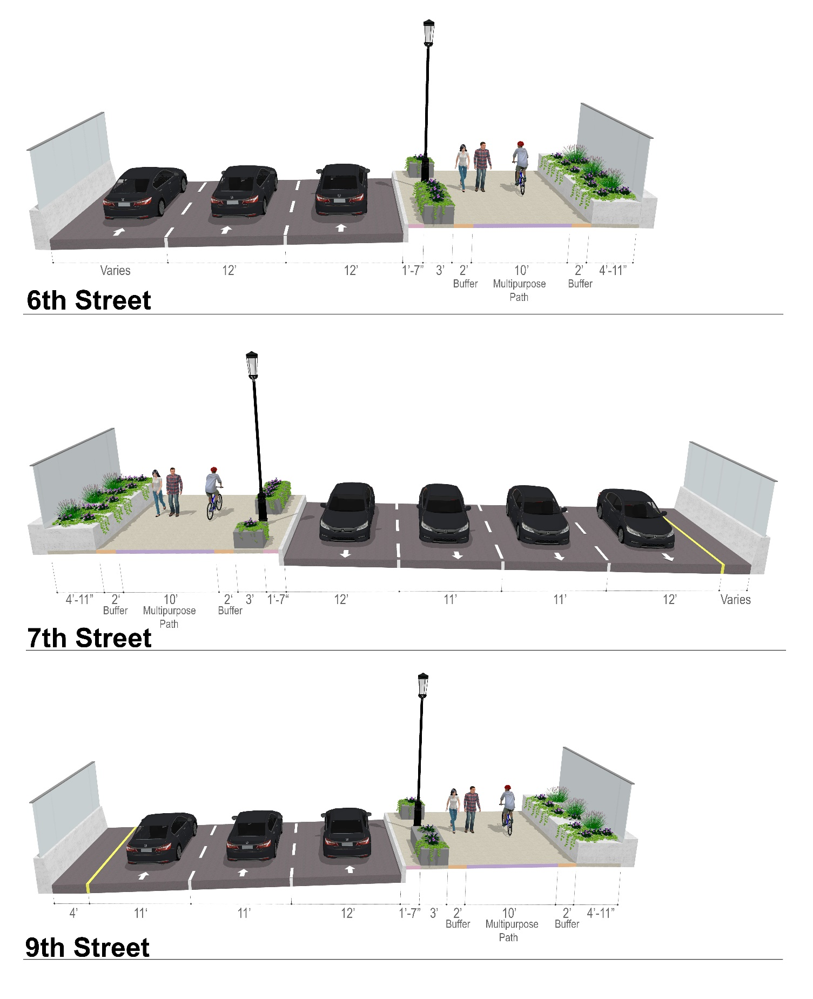 Varies 12’ 12’ 1’-7” 3’ 2’ 10’ 2’ 4’-11”
Buffer Multipurpose Buffer
Path
6th Street
4’-11” 2‘ 10’ 2‘ 3’ 1‘-7“ 12’ 11’ 11’ 12’ Varies
Buffer Multipurpose Buffer
Path
7th Street
4’ 11‘ 11’ 12’ 1’-7” 3’ 2’ 10’ 2’ 4’-11”
Buffer Multipurpose Buffer
Path
9th Street